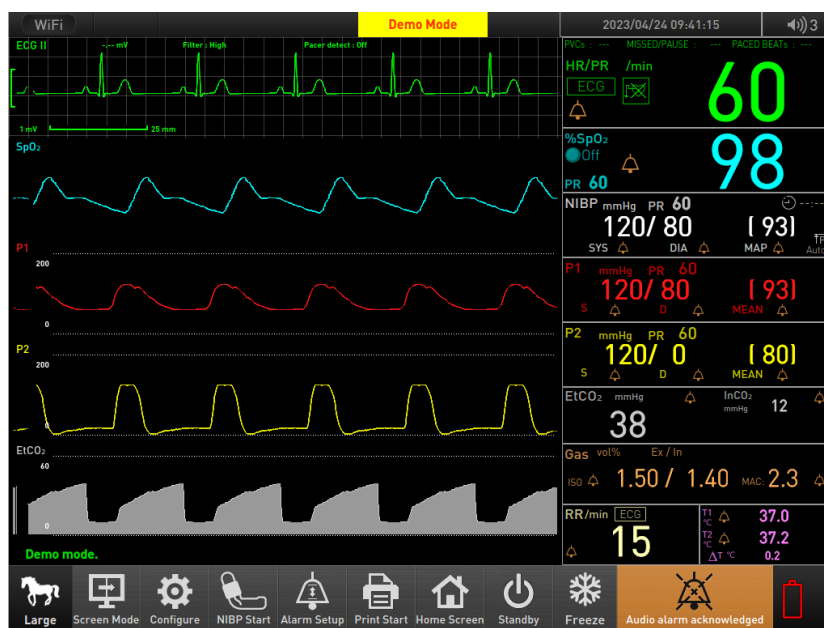 WiFi
Demo Mode
2023/04/24 09:41:15
3
ECG II
-.-- mV
Filter : High
Pacer detect : Off
1 mV
25 mm
SpO₂
P1
200
0
P2
200
0
EtCO₂
60
0
Demo mode.
PVCs : --- MISSED/PAUSE : --- PACED BEATs : ---
HR/PR /min
ECG
60
%SpO₂
Off
98
PR 60
NIBP mmHg PR 60
--:--
120/ 80 ( 93)
SYS DIA MAP
Auto
P1 mmHg PR 60
120/ 80 ( 93)
S D MEAN
P2 mmHg PR 60
120/ 0 ( 80)
S D MEAN
EtCO₂ mmHg
38
InCO₂
mmHg
12
Gas vol% Ex / In
ISO 1.50 / 1.40 MAC: 2.3
RR/min ECG
15
T1 °C 37.0
T2 °C 37.2
ΔT °C 0.2
Large
Screen Mode
Configure
NIBP Start
Alarm Setup
Print Start
Home Screen
Standby
Freeze
Audio alarm acknowledged